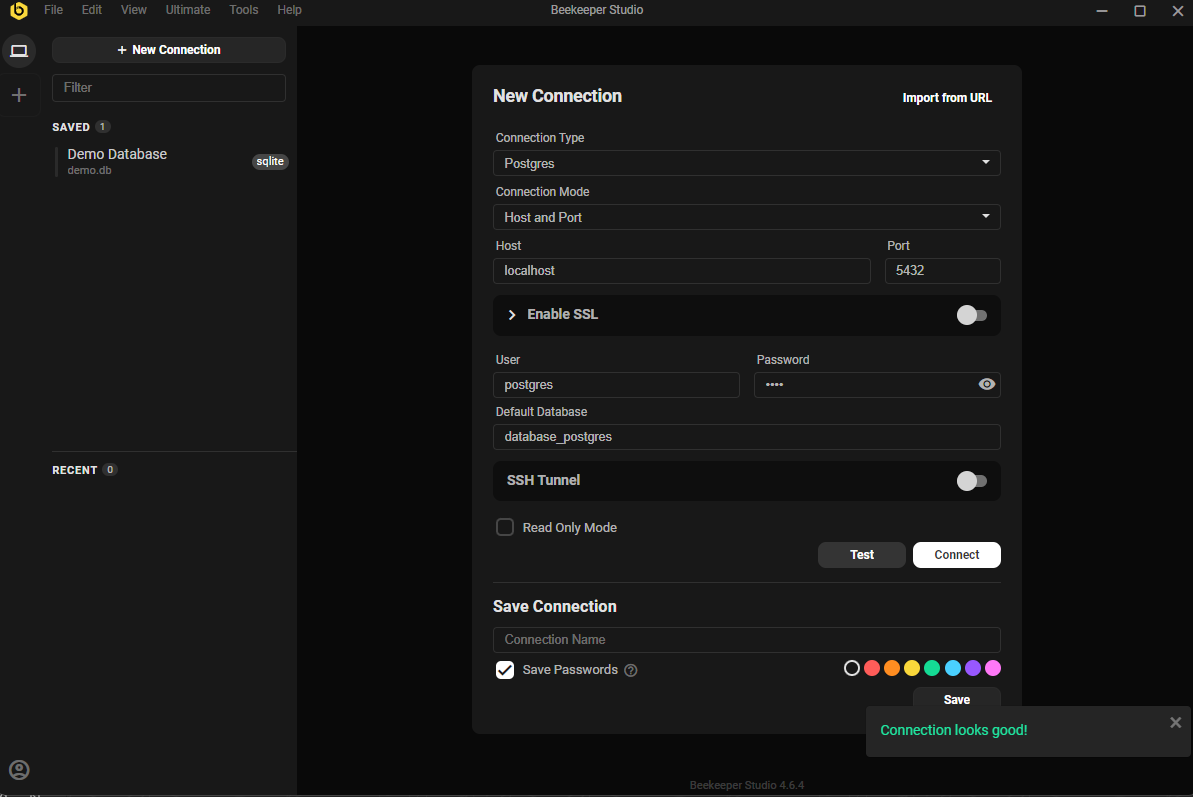 File Edit View Ultimate Tools Help
Beekeeper Studio
+ New Connection
Filter
SAVED 1
Demo Database
demo.db
sqlite
RECENT 0
New Connection
Import from URL
Connection Type
Postgres
Connection Mode
Host and Port
Host
Port
localhost
5432
Enable SSL
User
Password
postgres
••••
Default Database
database_postgres
SSH Tunnel
Read Only Mode
Test
Connect
Save Connection
Connection Name
Save Passwords ?
Save
Connection looks good!
Beekeeper Studio 4.6.4